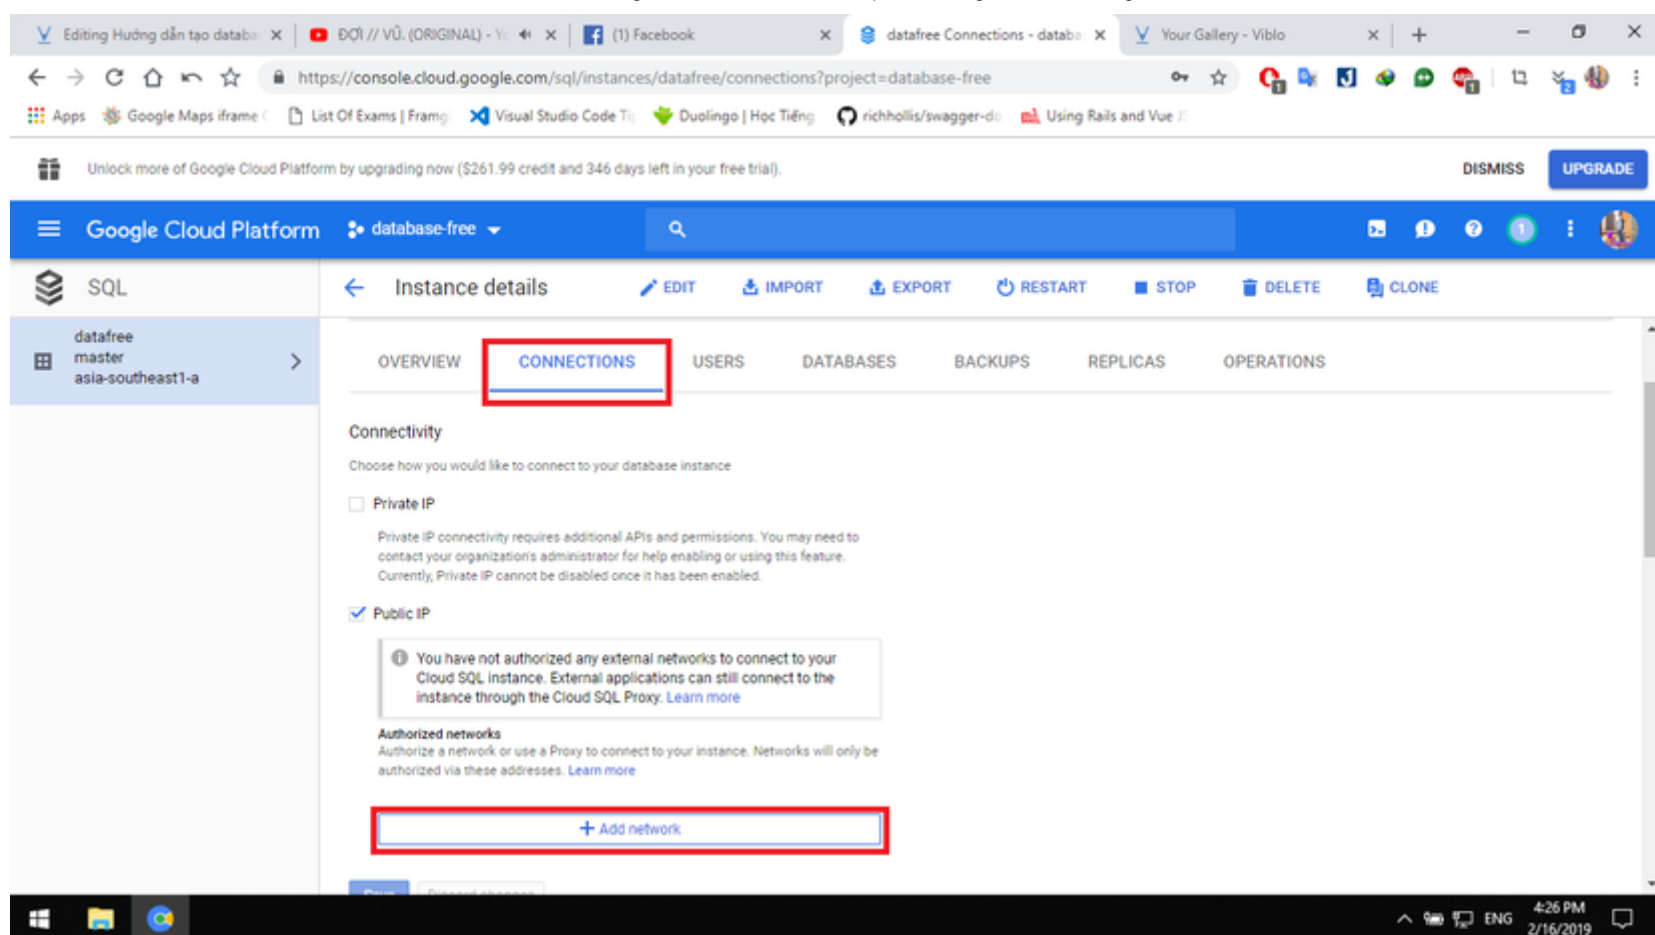 Editing Hướng dẫn tạo databa
ĐỢI // VŨ. (ORIGINAL) - Yo
(1) Facebook
datafree Connections - databa
Your Gallery - Viblo
https://console.cloud.google.com/sql/instances/datafree/connections?project=database-free
Apps
Google Maps iframe
List Of Exams | Framgi
Visual Studio Code Ti
Duolingo | Học Tiếng
richhollis/swagger-do
Using Rails and Vue J
Unlock more of Google Cloud Platform by upgrading now ($261.99 credit and 346 days left in your free trial).
DISMISS
UPGRADE
Google Cloud Platform
database-free
1
SQL
Instance details
EDIT
IMPORT
EXPORT
RESTART
STOP
DELETE
CLONE
datafree
master
asia-southeast1-a
OVERVIEW
CONNECTIONS
USERS
DATABASES
BACKUPS
REPLICAS
OPERATIONS
Connectivity
Choose how you would like to connect to your database instance
Private IP
Private IP connectivity requires additional APIs and permissions. You may need to
contact your organization's administrator for help enabling or using this feature.
Currently, Private IP cannot be disabled once it has been enabled.
Public IP
You have not authorized any external networks to connect to your
Cloud SQL instance. External applications can still connect to the
instance through the Cloud SQL Proxy. Learn more
Authorized networks
Authorize a network or use a Proxy to connect to your instance. Networks will only be
authorized via these addresses. Learn more
+ Add network
Save
Discard changes
ENG
4:26 PM
2/16/2019